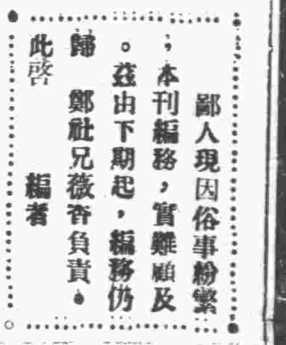 鄙人現因俗事紛繁
，本刊編務，實難顧及
。茲由下期起，編務仍
歸　鄭社兄薇香負責。
此啓　　編者